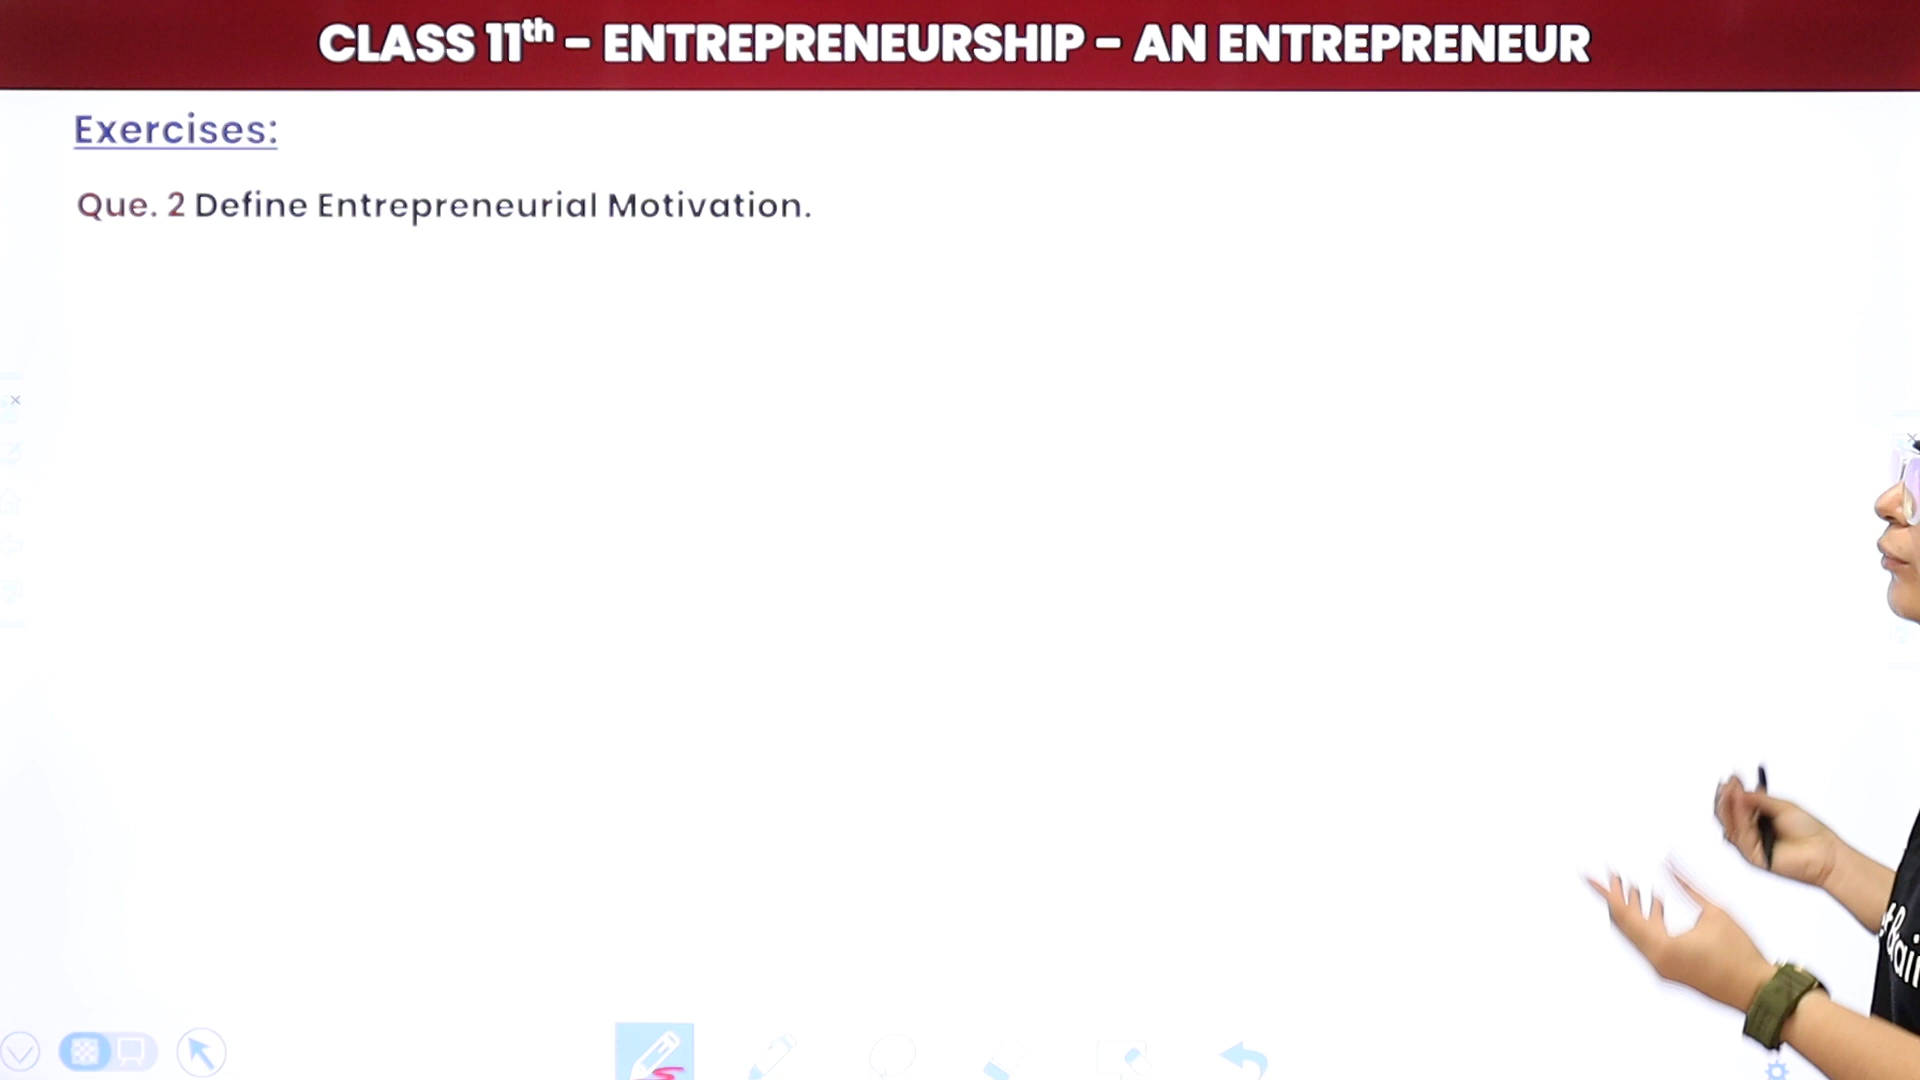 CLASS 11th – ENTREPRENEURSHIP – AN ENTREPRENEUR
Exercises:
Que. 2 Define Entrepreneurial Motivation.